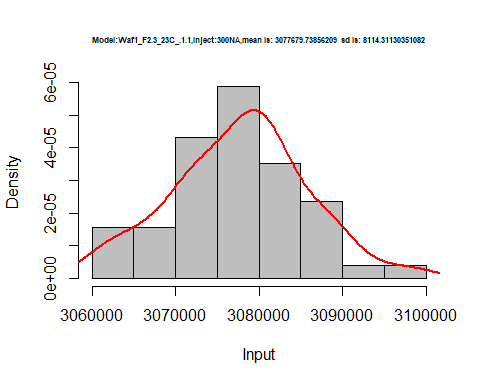 Model:Waf1_F2.3_23C_.1.1,inject:300NA,mean is: 3077679.73856209 sd is: 8114.31130351082
Density
6e-05
4e-05
2e-05
0e+00
3060000 3070000 3080000 3090000 3100000
Input